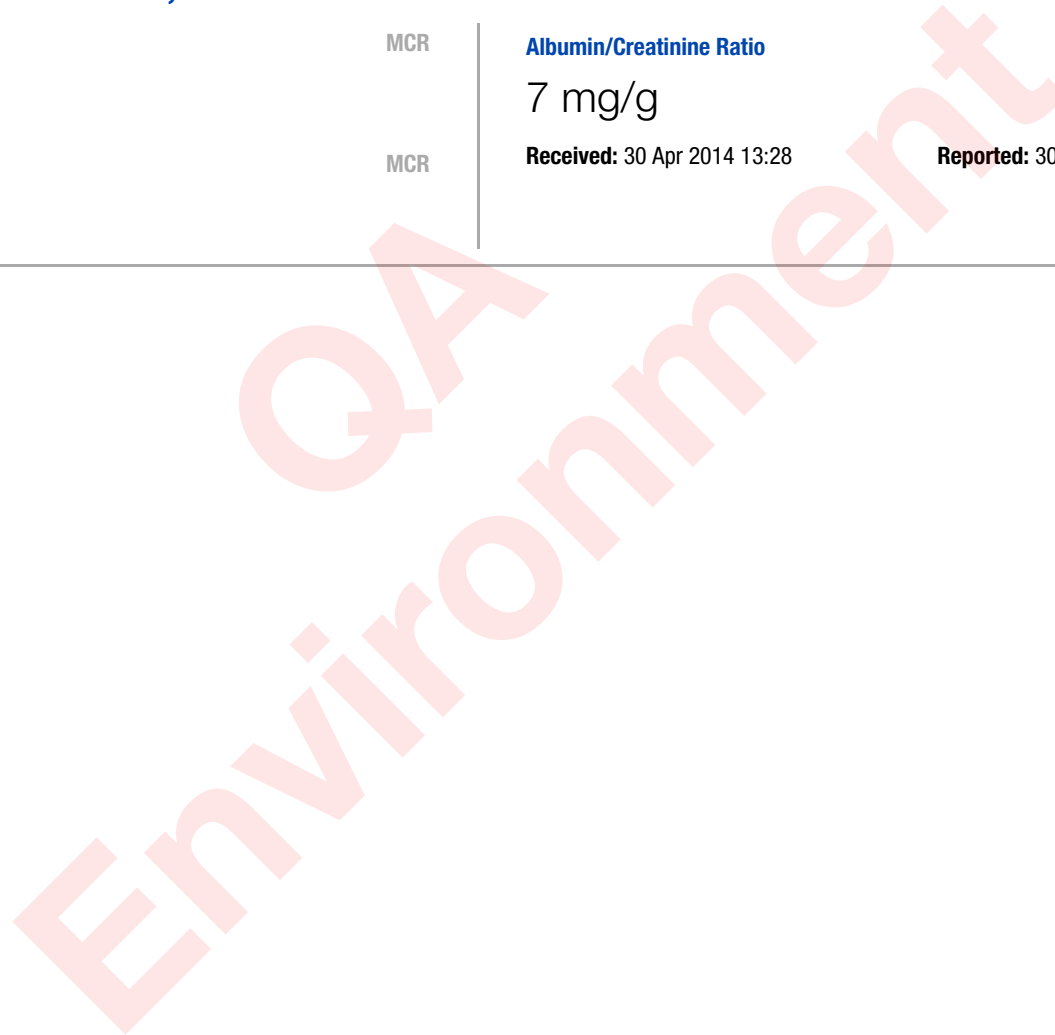 MCR
MCR
Albumin/Creatinine Ratio
7 mg/g
Received: 30 Apr 2014 13:28
Reported: 30
QA
Environment